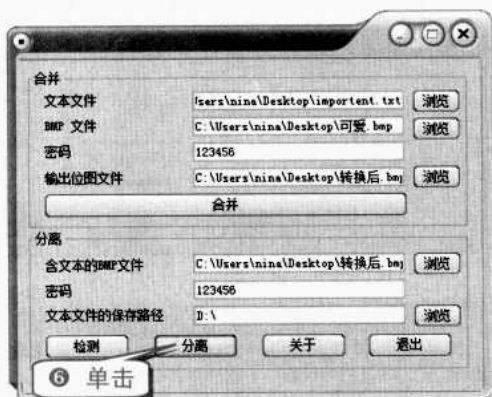 合并
文本文件 Jsers\nina\Desktop\importent.txt 浏览
BMP 文件 C:\Users\nina\Desktop\可爱.bmp 浏览
密码 123456
输出位图文件 C:\Users\nina\Desktop\转换后.bmp 浏览
合并
分离
含文本的BMP文件 C:\Users\nina\Desktop\转换后.bmp 浏览
密码 123456
文本文件的保存路径 D:\ 浏览
检测 分离 关于 退出
❻ 单击